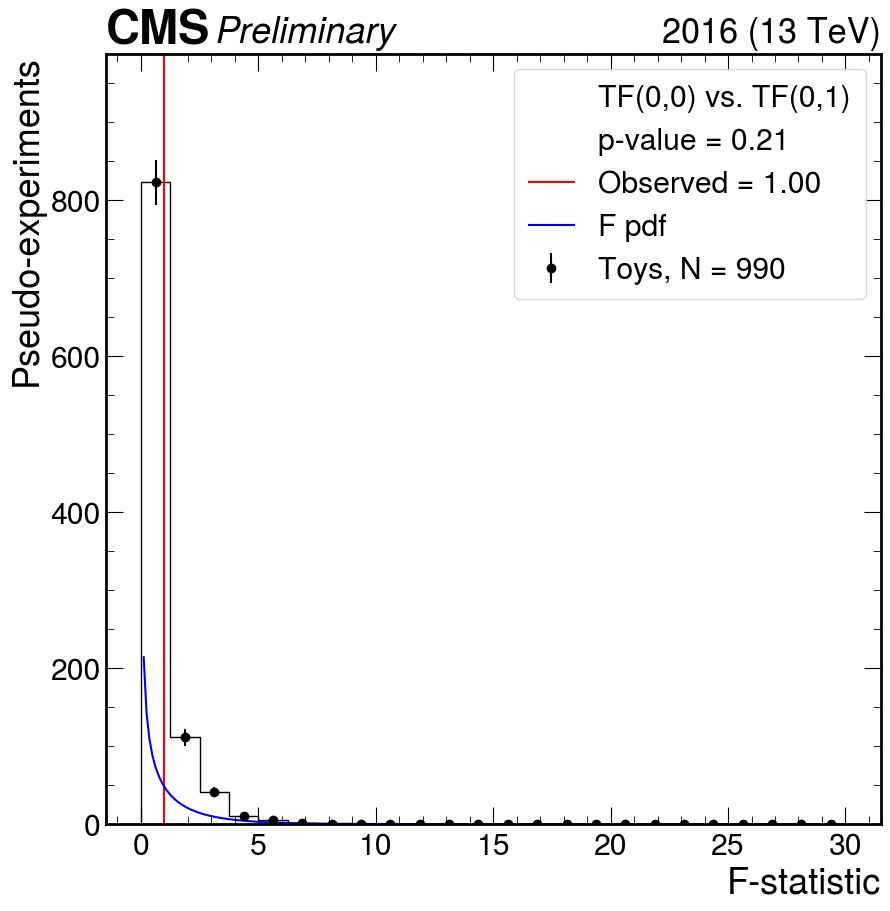 CMS Preliminary 2016 (13 TeV)
TF(0,0) vs. TF(0,1)
p-value = 0.21
Observed = 1.00
F pdf
Toys, N = 990
Pseudo-experiments
800
600
400
200
0
0 5 10 15 20 25 30
F-statistic